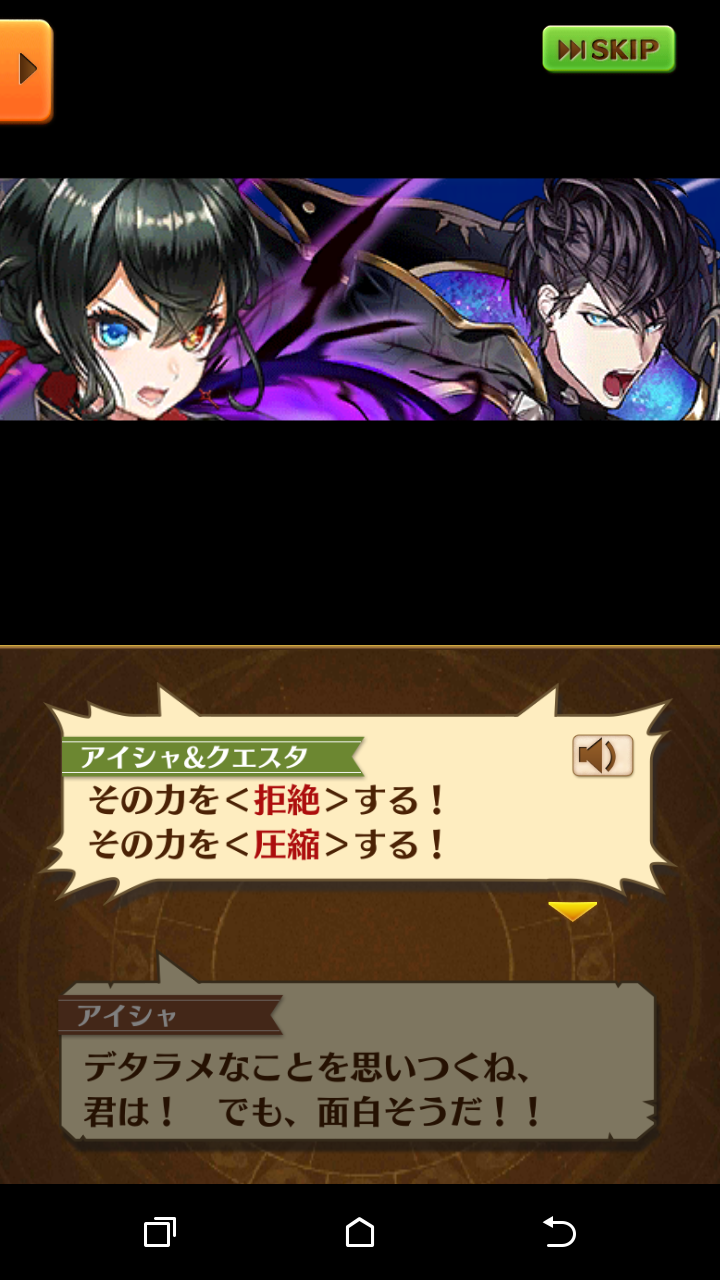 SKIP
アイシャ&クエスタ
その力を＜拒絶＞する！
その力を＜圧縮＞する！
アイシャ
デタラメなことを思いつくね、
君は！　でも、面白そうだ！！